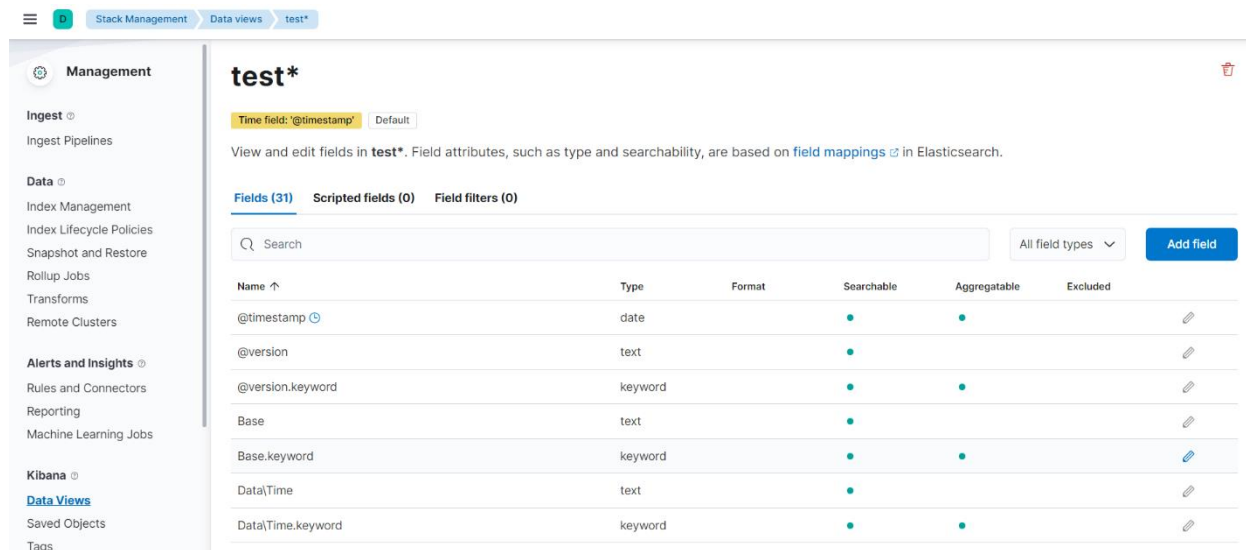 D Stack Management Data views test*
Management
Ingest
Ingest Pipelines
Data
Index Management
Index Lifecycle Policies
Snapshot and Restore
Rollup Jobs
Transforms
Remote Clusters
Alerts and Insights
Rules and Connectors
Reporting
Machine Learning Jobs
Kibana
Data Views
Saved Objects
Tags
test*
Time field: '@timestamp' Default
View and edit fields in test*. Field attributes, such as type and searchability, are based on field mappings in Elasticsearch.
Fields (31) Scripted fields (0) Field filters (0)
Search All field types Add field
Name Type Format Searchable Aggregatable Excluded
@timestamp date
@version text
@version.keyword keyword
Base text
Base.keyword keyword
Data\Time text
Data\Time.keyword keyword